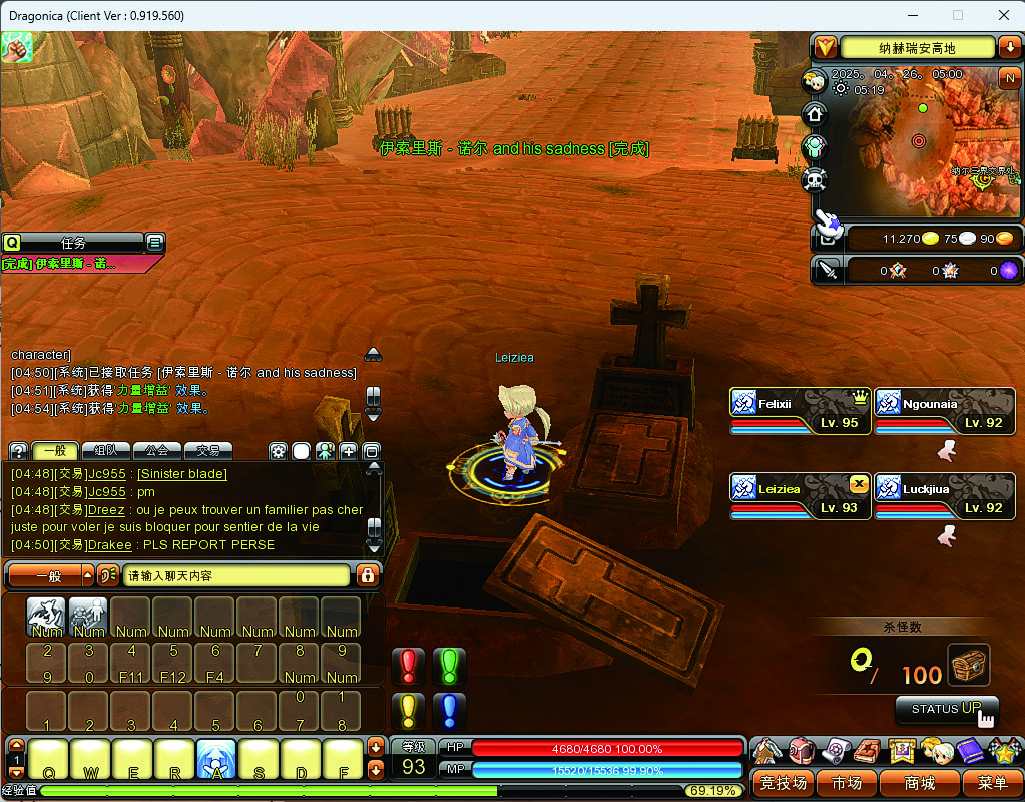 Dragonica (Client Ver : 0.919.560)
纳赫瑞安高地
2025。 04。 26。 05:00
N
05:19
伊索里斯 - 诺尔 and his sadness [完成]
纳尔三界交界处
11.270 75 90
0 0 0
Q 任务
[完成] 伊索里斯 - 诺...
character]
[04:50][系统]已接取任务 [伊索里斯 - 诺尔 and his sadness]
[04:51][系统]获得'力量增益' 效果。
[04:54][系统]获得'力量增益' 效果。
Leiziea
Felixii
Lv. 95
Ngounaia
Lv. 92
Leiziea
Lv. 93
Luckjiua
Lv. 92
? 一般 组队 公会 交易
[04:48][交易]Jc955 : [Sinister blade]
[04:48][交易]Jc955 : pm
[04:48][交易]Dreez : ou je peux trouver un familier pas cher
juste pour voler je suis bloquer pour sentier de la vie
[04:50][交易]Drakee : PLS REPORT PERSE
一般 请输入聊天内容
Num Num Num Num Num Num Num Num
2 3 4 5 6 7 8 9
9 0 F11 F12 F4 Num Num
0 1
1 2 3 4 5 6 7 8
杀怪数
0/ 100
STATUS UP
1 Q W E R A S D F
等级
93
HP 4680/4680 100.00%
MP 15520/15536 99.90%
竞技场 市场 商城 菜单
经验值 69.19%